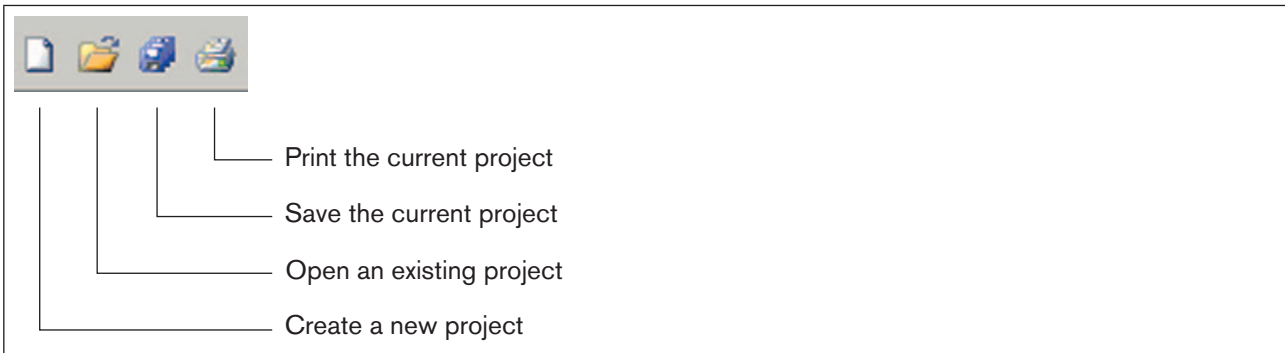 Print the current project
Save the current project
Open an existing project
Create a new project